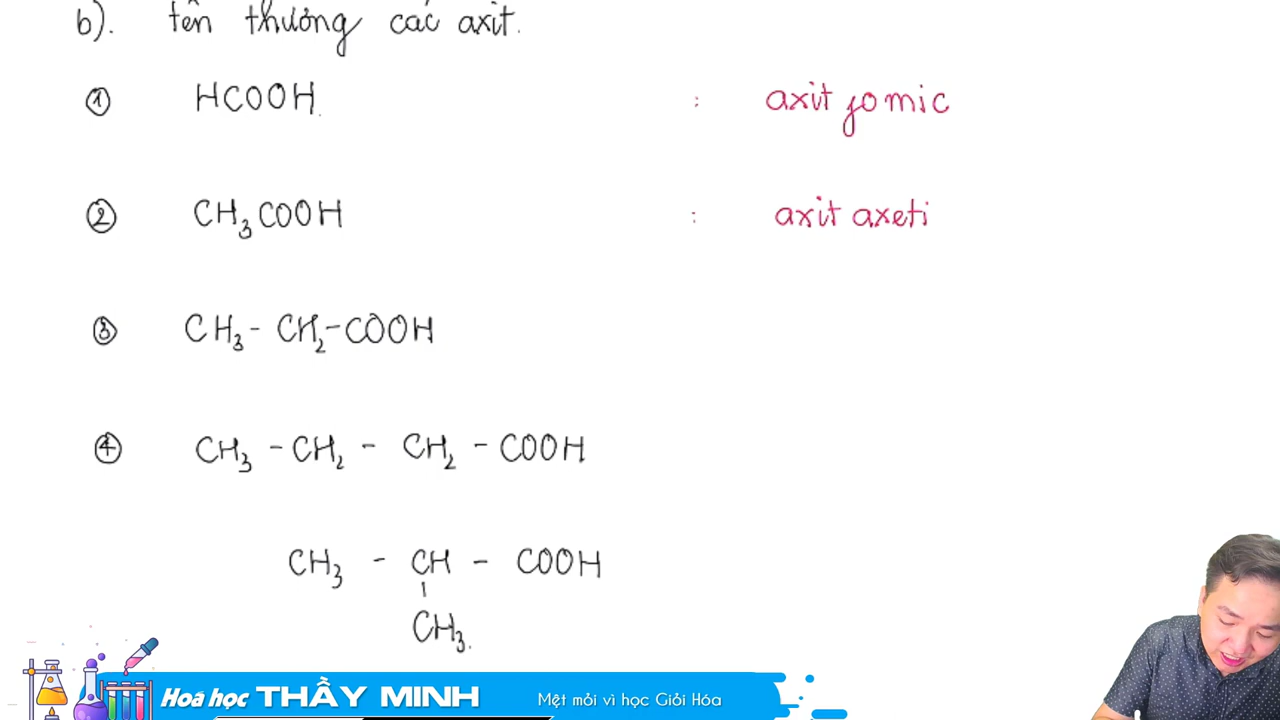 b). tên thường các axit.
① HCOOH. : axit fomic
② CH₃COOH : axit axeti
③ CH₃ - CH₂ - COOH
④ CH₃ - CH₂ - CH₂ - COOH
CH₃ - CH - COOH
CH₃.
Hoá học THẦY MINH Mệt mỏi vì học Giỏi Hóa